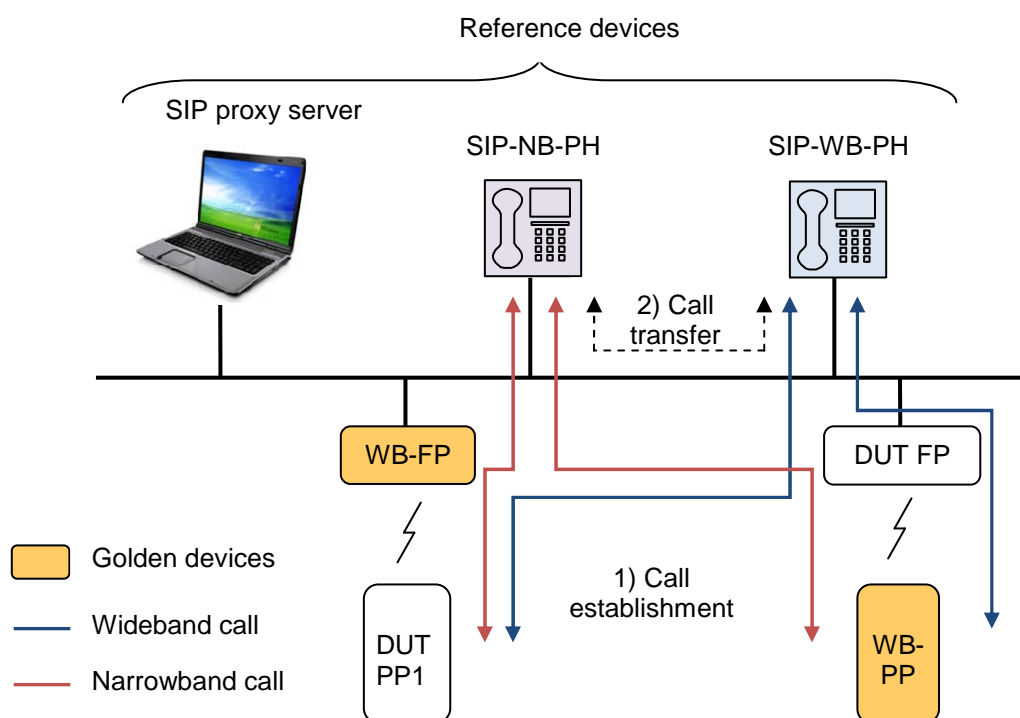 Reference devices
SIP proxy server
SIP-NB-PH
SIP-WB-PH
2) Call
transfer
WB-FP
DUT FP
Golden devices
1) Call
establishment
Wideband call
DUT
PP1
WB-
PP
Narrowband call